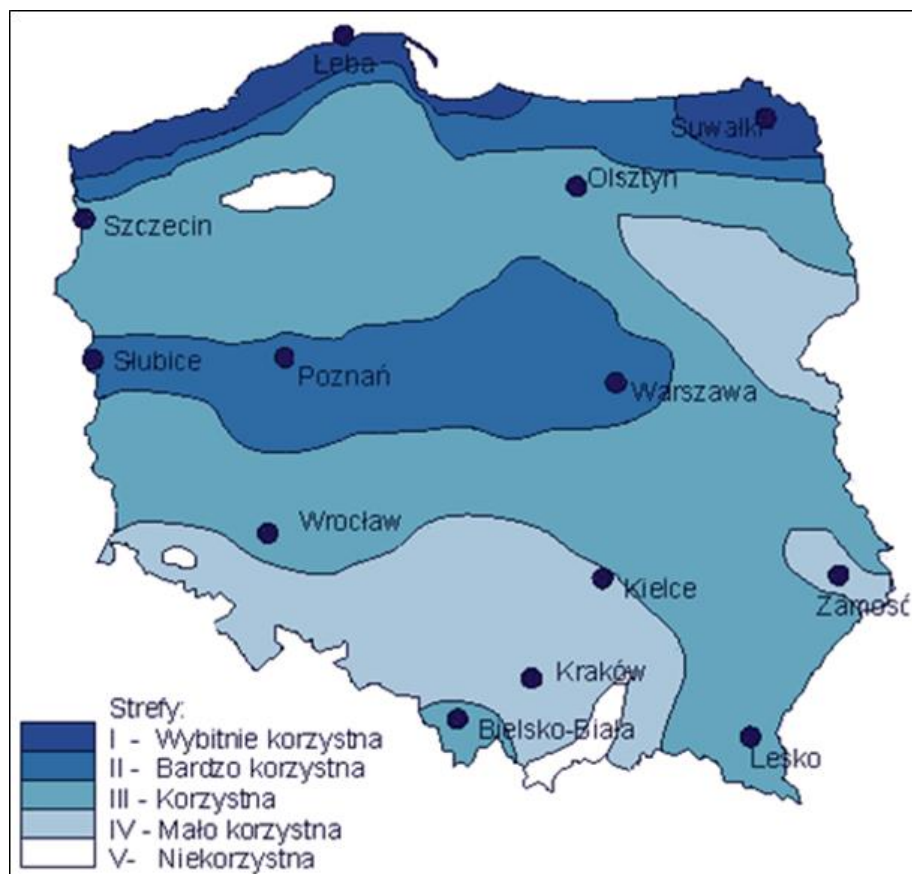 Łeba
Suwałki
Olsztyn
Szczecin
Słubice
Poznań
Warszawa
Wrocław
Kielce
Zamość
Kraków
Bielsko-Biała
Lesko
Strefy:
I - Wybitnie korzystna
II - Bardzo korzystna
III - Korzystna
IV - Mało korzystna
V- Niekorzystna